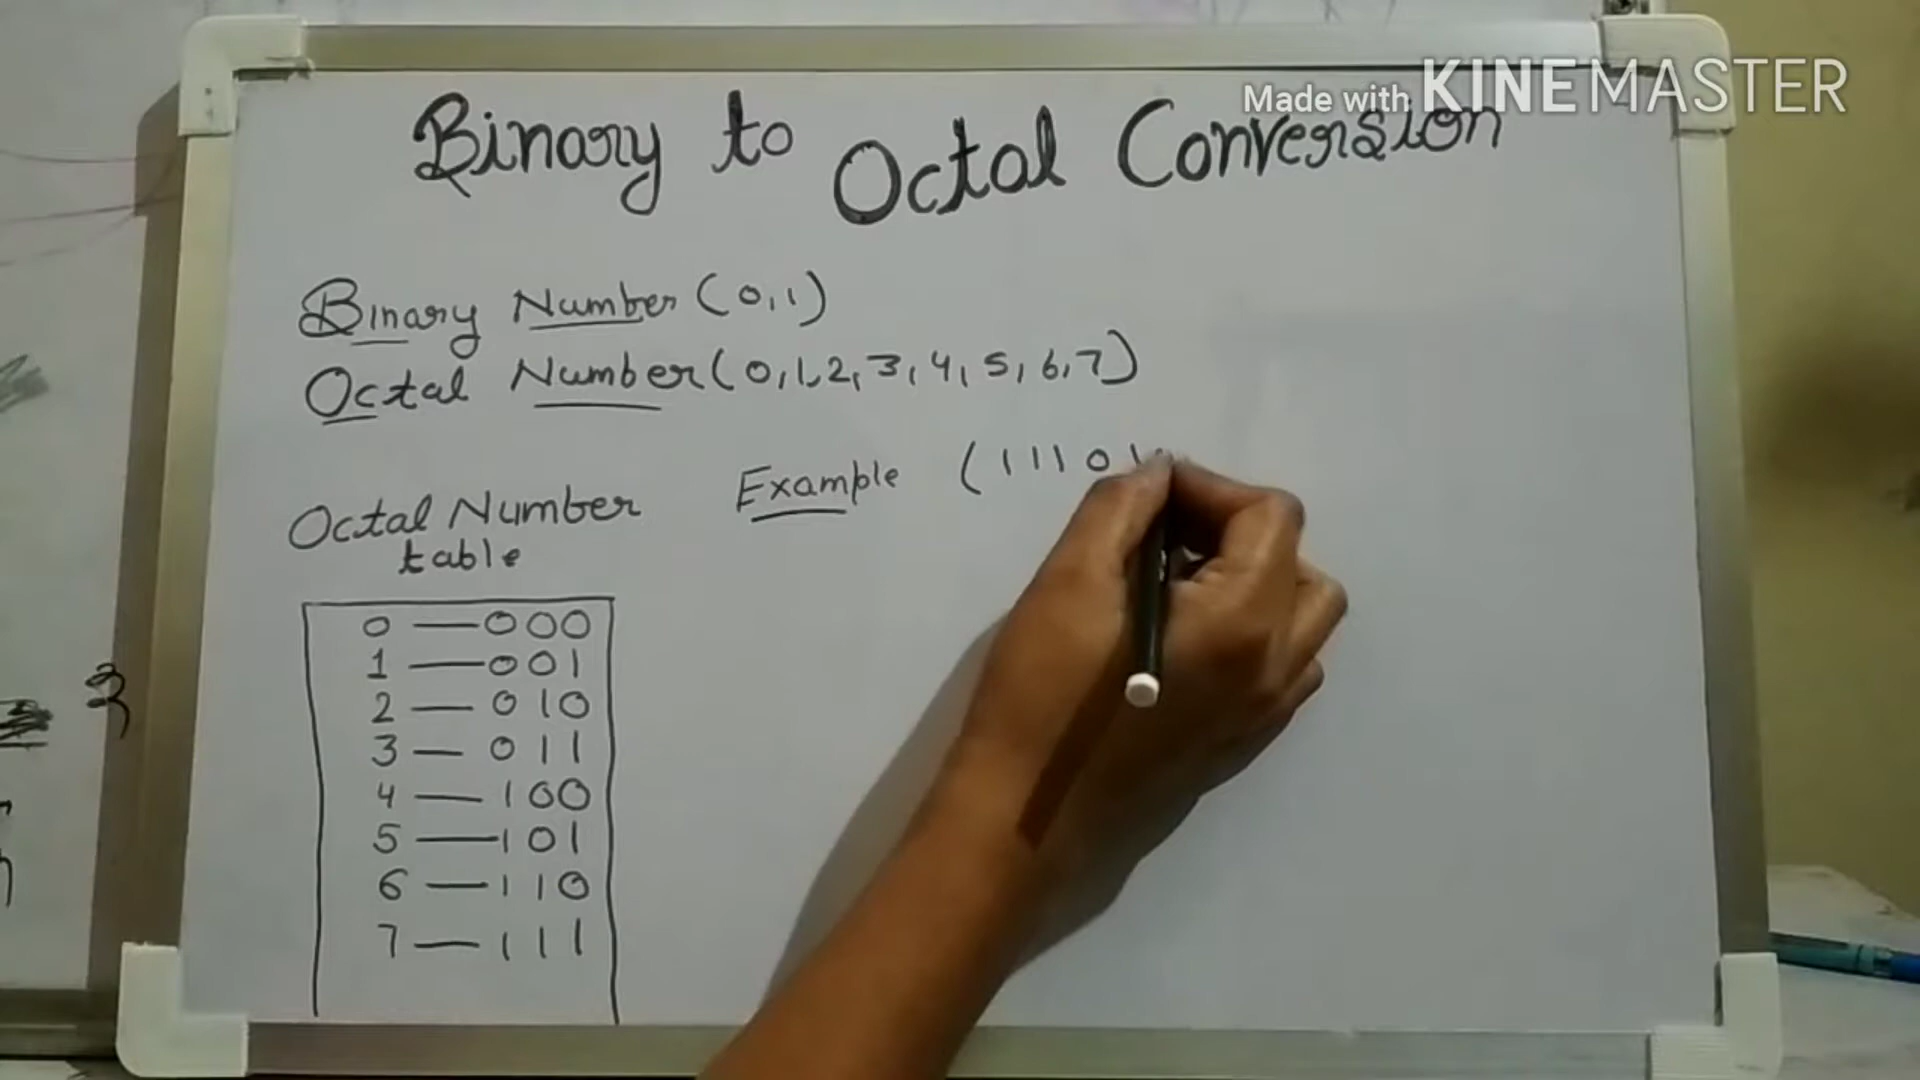 Made with KINEMASTER
Binary to Octal Conversion
Binary Number (0,1)
Octal Number (0,1,2,3,4,5,6,7)
Example (11101
Octal Number
table
0 — 000
1 — 001
2 — 010
3 — 011
4 — 100
5 — 101
6 — 110
7 — 111
3